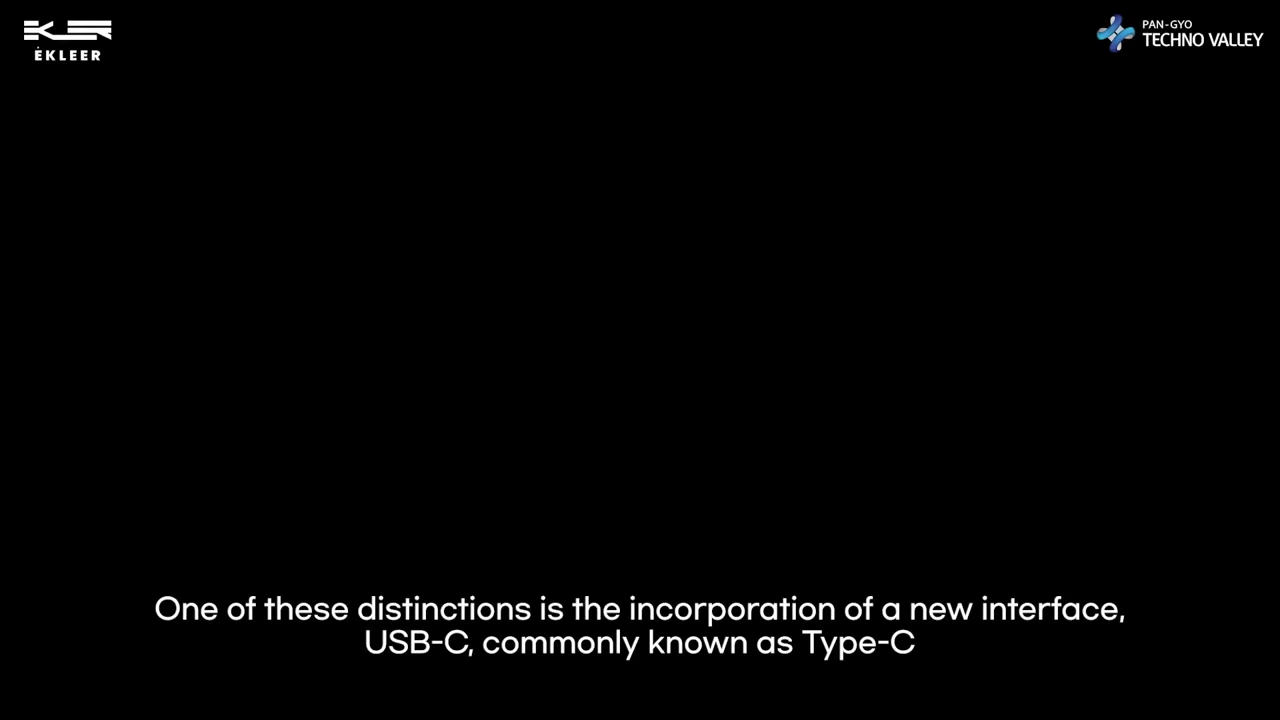 ÉKLEER
PAN-GYO
TECHNO VALLEY
One of these distinctions is the incorporation of a new interface,
USB-C, commonly known as Type-C